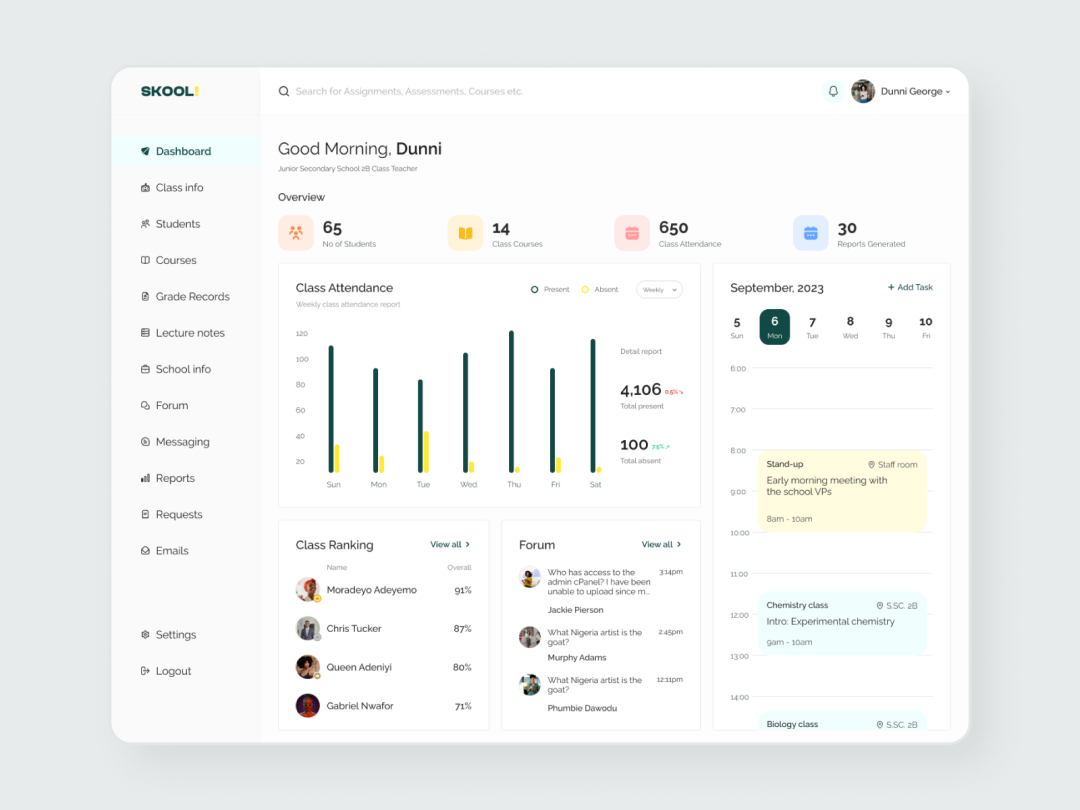 SKOOL!
Search for Assignments, Assessments, Courses etc.
Dunni George
Dashboard
Class info
Students
Courses
Grade Records
Lecture notes
School info
Forum
Messaging
Reports
Requests
Emails
Settings
Logout
Good Morning, Dunni
Junior Secondary School 2B Class Teacher
Overview
65
No of Students
14
Class Courses
650
Class Attendance
30
Reports Generated
Class Attendance
Weekly class attendance report
Present
Absent
Weekly
120
100
80
60
40
20
Sun Mon Tue Wed Thu Fri Sat
Detail report
4,106 0.5%
Total present
100 7.5%
Total absent
Class Ranking
View all
Name Overall
Moradeyo Adeyemo 91%
Chris Tucker 87%
Queen Adeniyi 80%
Gabriel Nwafor 71%
Forum
View all
Who has access to the 3:14pm
admin cPanel? I have been
unable to upload since m...
Jackie Pierson
What Nigeria artist is the 2:45pm
goat?
Murphy Adams
What Nigeria artist is the 12:11pm
goat?
Phumbie Dawodu
September, 2023
+ Add Task
5 6 7 8 9 10
Sun Mon Tue Wed Thu Fri
6:00
7:00
8:00
Stand-up Staff room
Early morning meeting with
the school VPs
9:00
8am - 10am
10:00
11:00
Chemistry class S.SC. 2B
12:00
Intro: Experimental chemistry
9am - 10am
13:00
14:00
Biology class S.SC. 2B